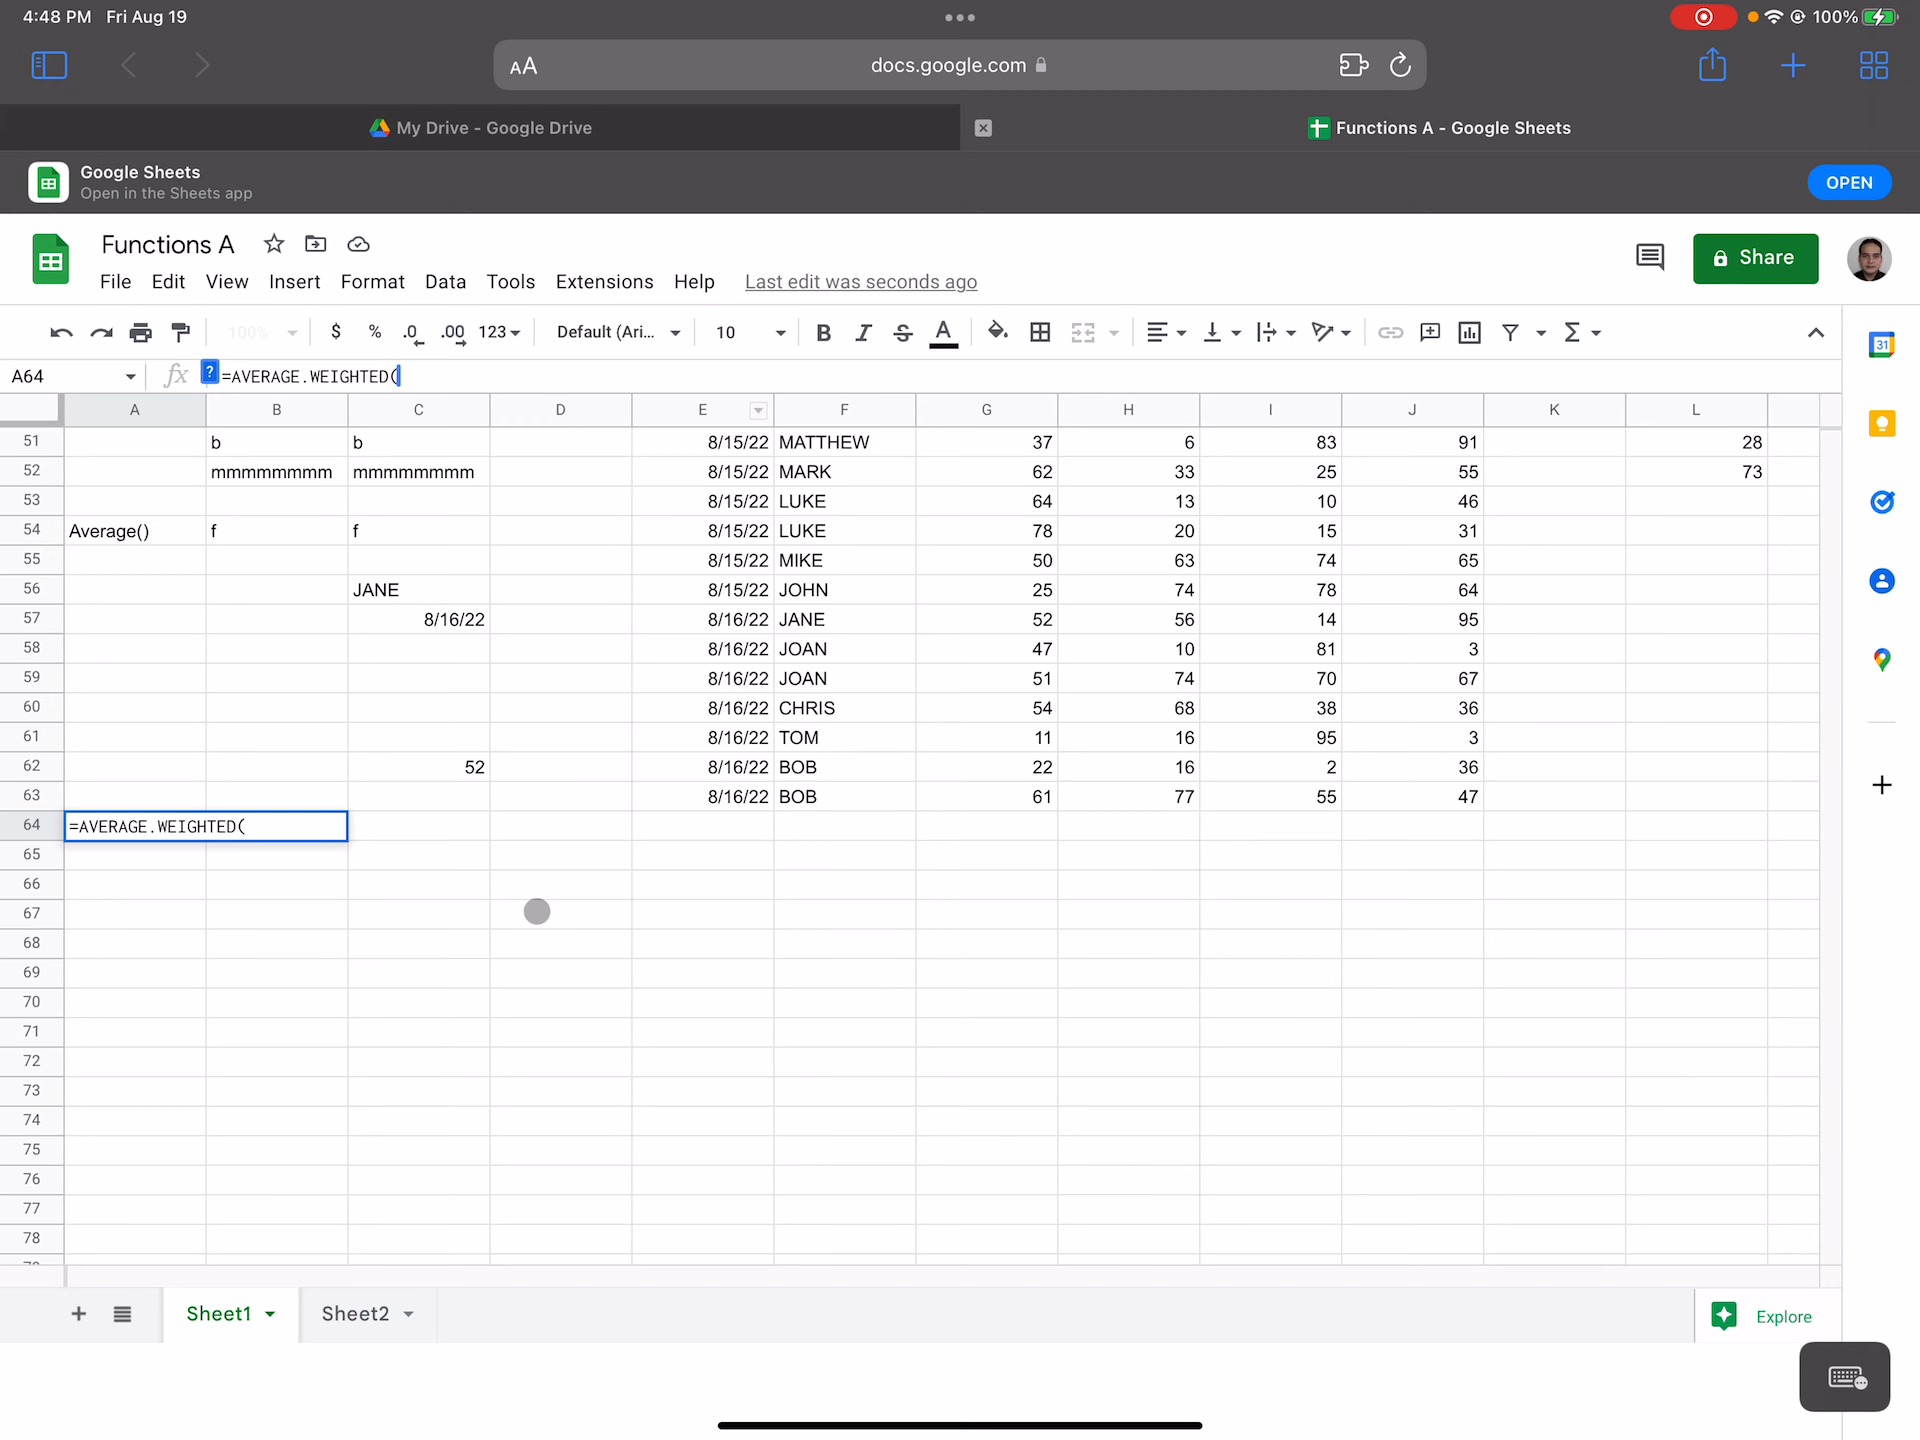 4:48 PM Fri Aug 19
100%
AA docs.google.com
My Drive - Google Drive
Functions A - Google Sheets
Google Sheets
Open in the Sheets app
OPEN
Functions A
Share
File Edit View Insert Format Data Tools Extensions Help Last edit was seconds ago
100% $ % .0 .00 123 Default (Ari... 10 B I S A Σ
31
A64 fx ? =AVERAGE.WEIGHTED(
A B C D E F G H I J K L
51 b b 8/15/22 MATTHEW 37 6 83 91 28
52 mmmmmmmm mmmmmmmm 8/15/22 MARK 62 33 25 55 73
53 8/15/22 LUKE 64 13 10 46
54 Average() f f 8/15/22 LUKE 78 20 15 31
55 8/15/22 MIKE 50 63 74 65
56 JANE 8/15/22 JOHN 25 74 78 64
57 8/16/22 8/16/22 JANE 52 56 14 95
58 8/16/22 JOAN 47 10 81 3
59 8/16/22 JOAN 51 74 70 67
60 8/16/22 CHRIS 54 68 38 36
61 8/16/22 TOM 11 16 95 3
62 52 8/16/22 BOB 22 16 2 36
63 8/16/22 BOB 61 77 55 47
64 =AVERAGE.WEIGHTED(
65
66
67
68
69
70
71
72
73
74
75
76
77
78
Sheet1 Sheet2
Explore